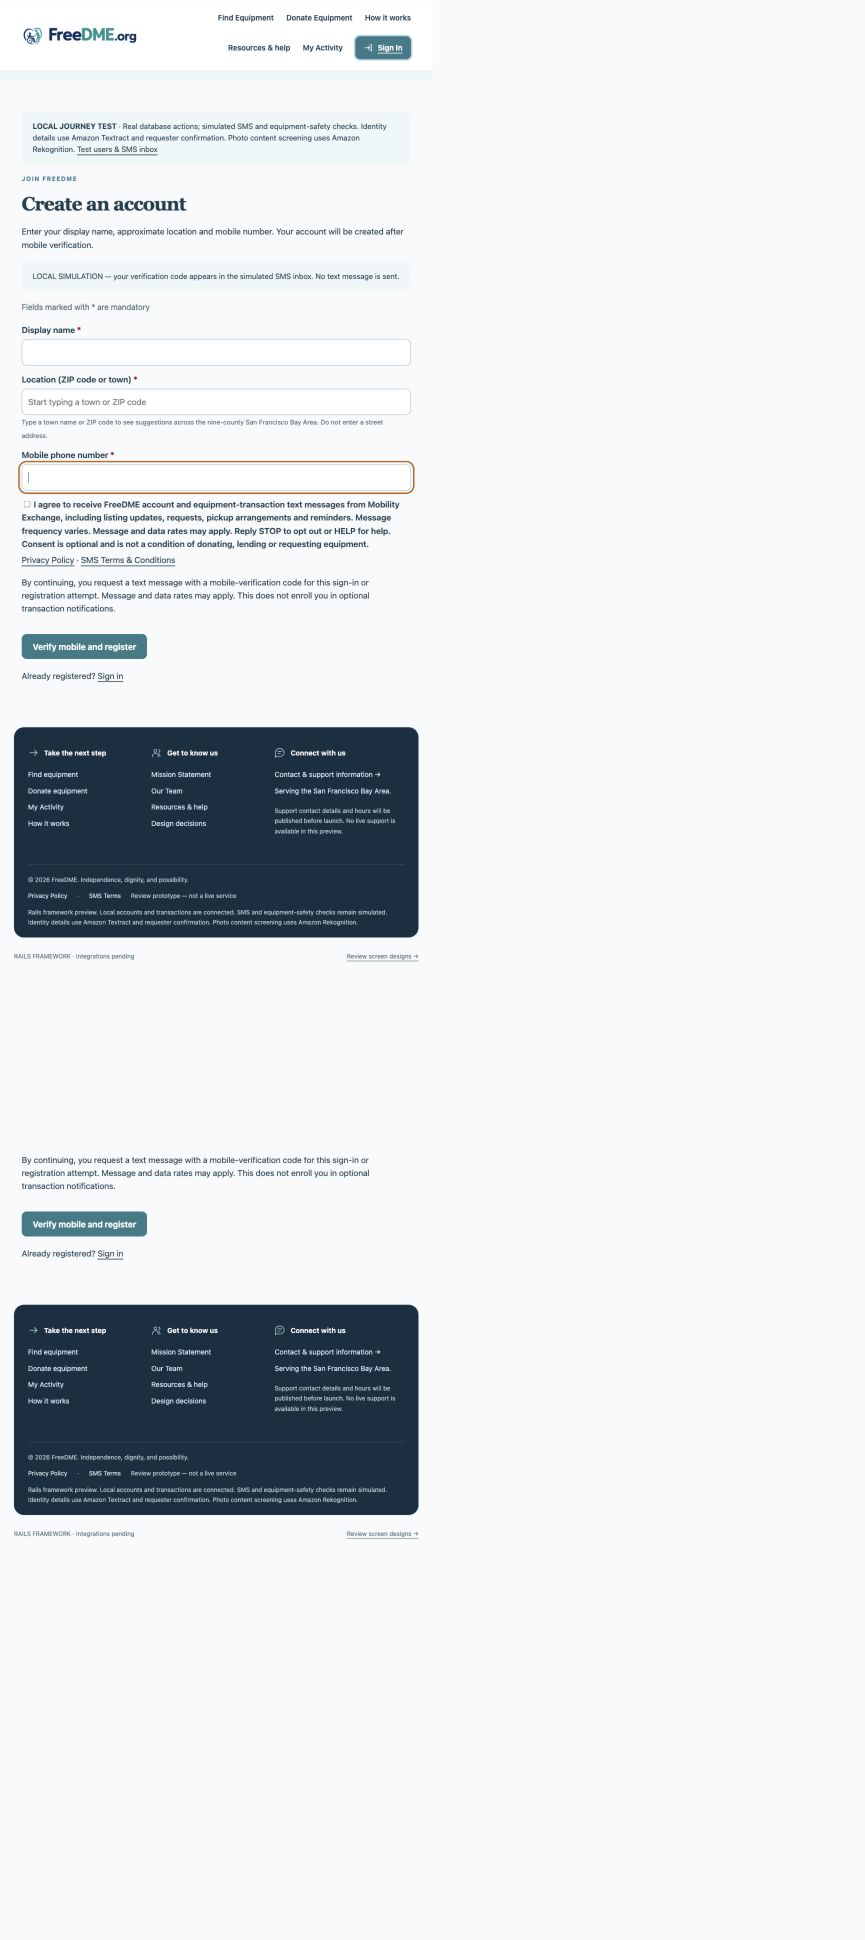 Find Equipment Donate Equipment How it works
FreeDME.org
Resources & help My Activity Sign In
LOCAL JOURNEY TEST · Real database actions; simulated SMS and equipment-safety checks. Identity
details use Amazon Textract and requester confirmation. Photo content screening uses Amazon
Rekognition. Test users & SMS inbox
JOIN FREEDME
Create an account
Enter your display name, approximate location and mobile number. Your account will be created after
mobile verification.
LOCAL SIMULATION — your verification code appears in the simulated SMS inbox. No text message is sent.
Fields marked with * are mandatory
Display name *
Location (ZIP code or town) *
Start typing a town or ZIP code
Type a town name or ZIP code to see suggestions across the nine-county San Francisco Bay Area. Do not enter a street
address.
Mobile phone number *
I agree to receive FreeDME account and equipment-transaction text messages from Mobility
Exchange, including listing updates, requests, pickup arrangements and reminders. Message
frequency varies. Message and data rates may apply. Reply STOP to opt out or HELP for help.
Consent is optional and is not a condition of donating, lending or requesting equipment.
Privacy Policy · SMS Terms & Conditions
By continuing, you request a text message with a mobile-verification code for this sign-in or
registration attempt. Message and data rates may apply. This does not enroll you in optional
transaction notifications.
Verify mobile and register
Already registered? Sign in
→ Take the next step Get to know us Connect with us
Find equipment Mission Statement Contact & support information →
Donate equipment Our Team Serving the San Francisco Bay Area.
My Activity Resources & help Support contact details and hours will be
How it works Design decisions published before launch. No live support is
available in this preview.
© 2026 FreeDME. Independence, dignity, and possibility.
Privacy Policy · SMS Terms Review prototype — not a live service
Rails framework preview. Local accounts and transactions are connected. SMS and equipment-safety checks remain simulated.
Identity details use Amazon Textract and requester confirmation. Photo content screening uses Amazon Rekognition.
RAILS FRAMEWORK · Integrations pending Review screen designs →
By continuing, you request a text message with a mobile-verification code for this sign-in or
registration attempt. Message and data rates may apply. This does not enroll you in optional
transaction notifications.
Verify mobile and register
Already registered? Sign in
→ Take the next step Get to know us Connect with us
Find equipment Mission Statement Contact & support information →
Donate equipment Our Team Serving the San Francisco Bay Area.
My Activity Resources & help Support contact details and hours will be
How it works Design decisions published before launch. No live support is
available in this preview.
© 2026 FreeDME. Independence, dignity, and possibility.
Privacy Policy · SMS Terms Review prototype — not a live service
Rails framework preview. Local accounts and transactions are connected. SMS and equipment-safety checks remain simulated.
Identity details use Amazon Textract and requester confirmation. Photo content screening uses Amazon Rekognition.
RAILS FRAMEWORK · Integrations pending Review screen designs →